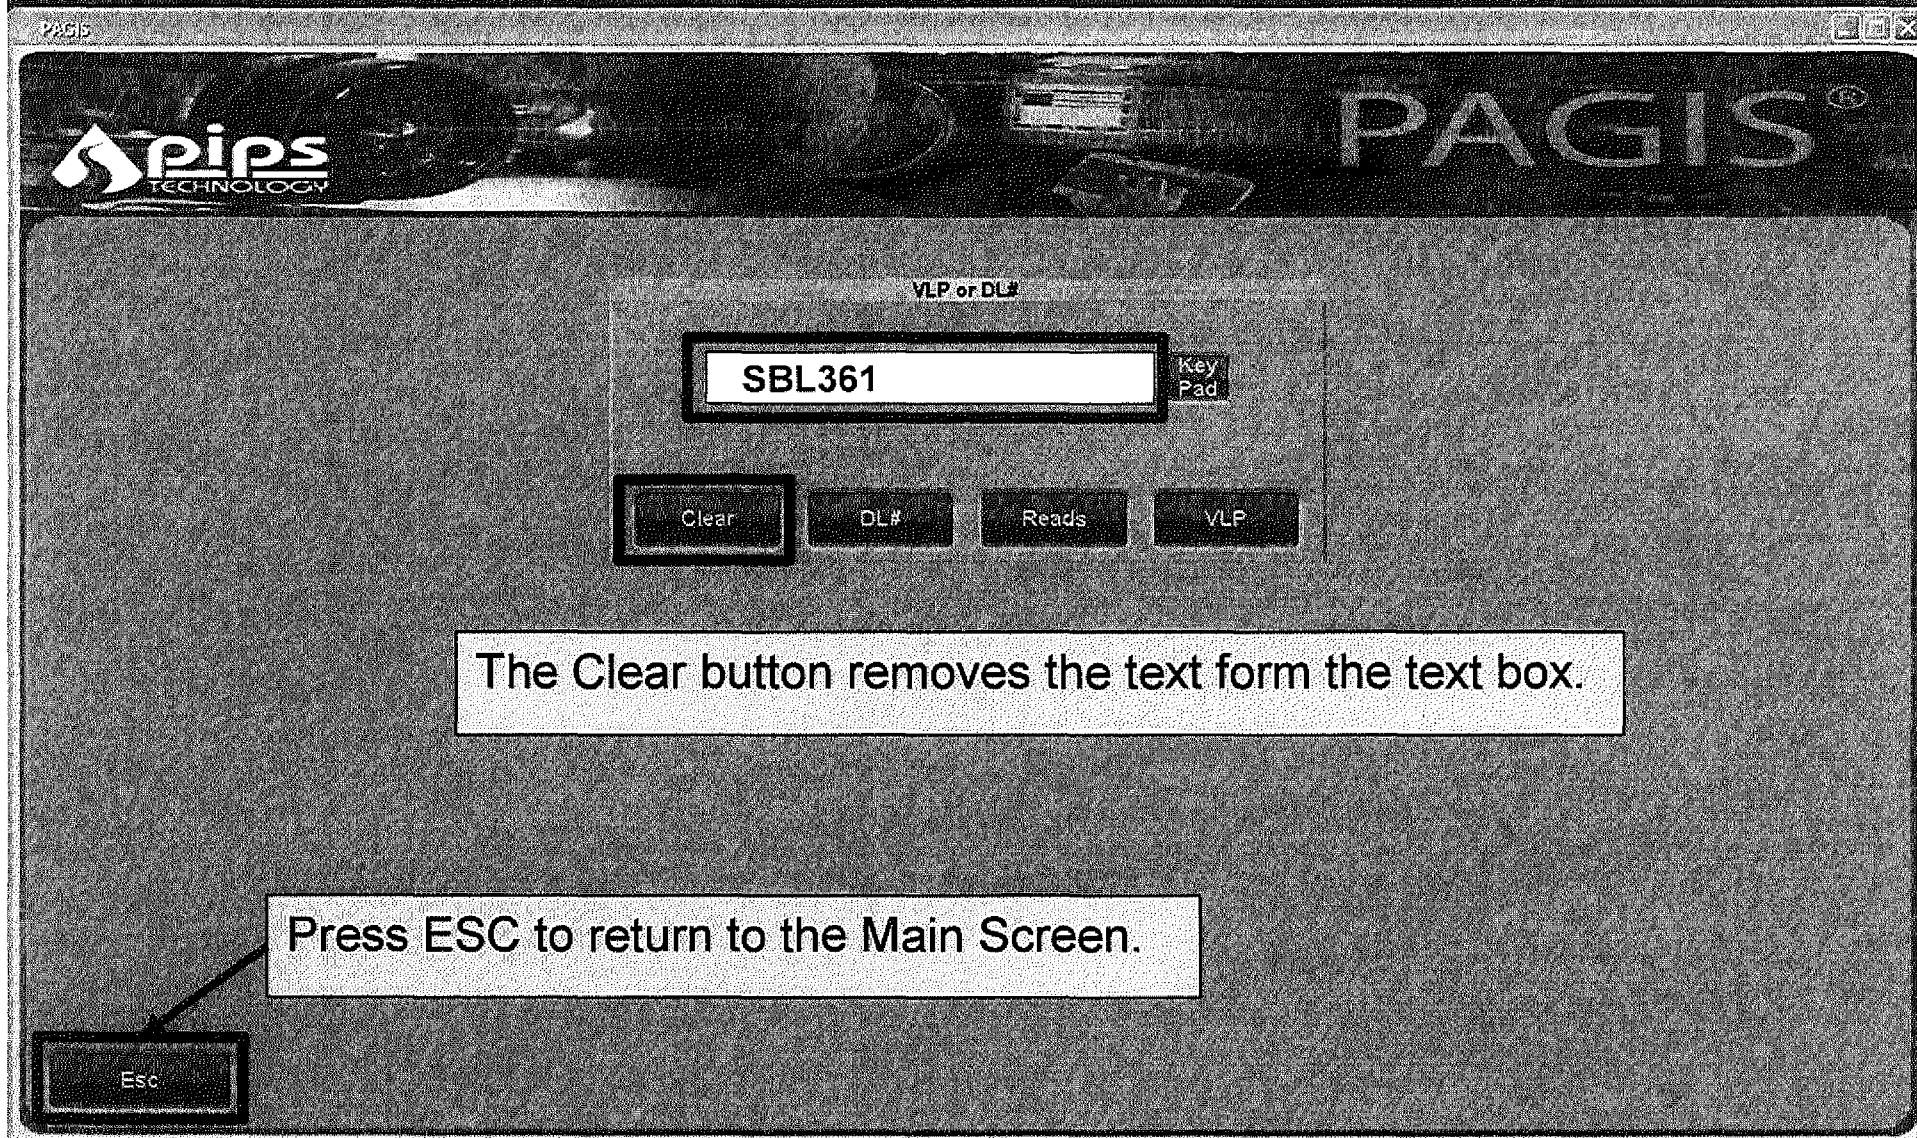 PAGIS
pips
TECHNOLOGY
PAGIS®
VLP or DL#
SBL361
Key
Pad
Clear
DL#
Reads
VLP
The Clear button removes the text form the text box.
Press ESC to return to the Main Screen.
Esc